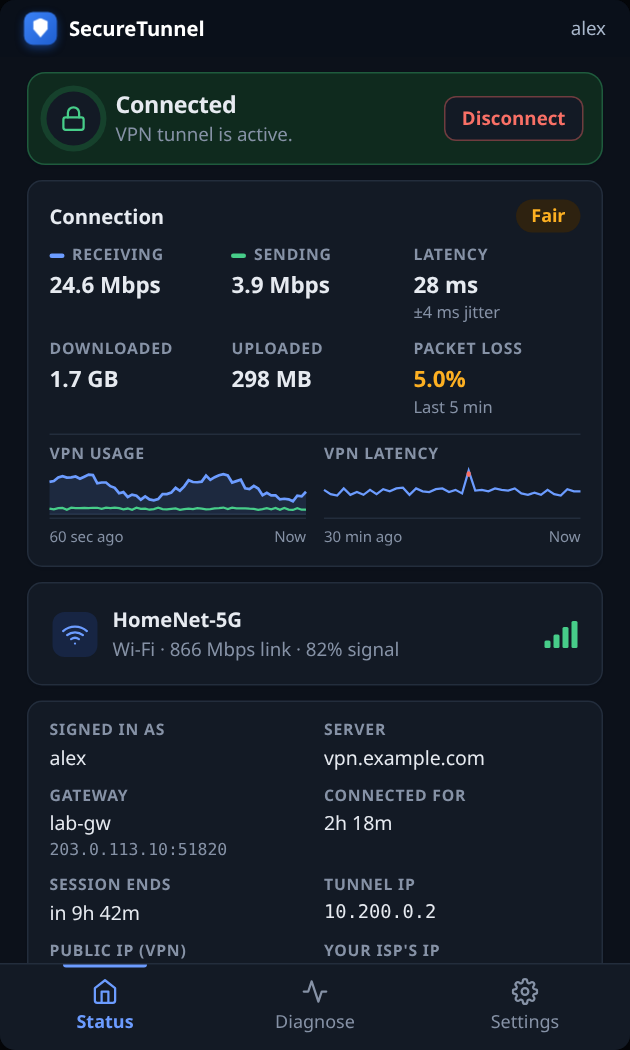 SecureTunnel
alex
Connected
VPN tunnel is active.
Disconnect
Connection
Fair
RECEIVING
24.6 Mbps
SENDING
3.9 Mbps
LATENCY
28 ms
±4 ms jitter
DOWNLOADED
1.7 GB
UPLOADED
298 MB
PACKET LOSS
5.0%
Last 5 min
VPN USAGE
60 sec ago
Now
VPN LATENCY
30 min ago
Now
HomeNet-5G
Wi-Fi · 866 Mbps link · 82% signal
SIGNED IN AS
alex
SERVER
vpn.example.com
GATEWAY
lab-gw
203.0.113.10:51820
CONNECTED FOR
2h 18m
SESSION ENDS
in 9h 42m
TUNNEL IP
10.200.0.2
PUBLIC IP (VPN)
YOUR ISP'S IP
Status
Diagnose
Settings